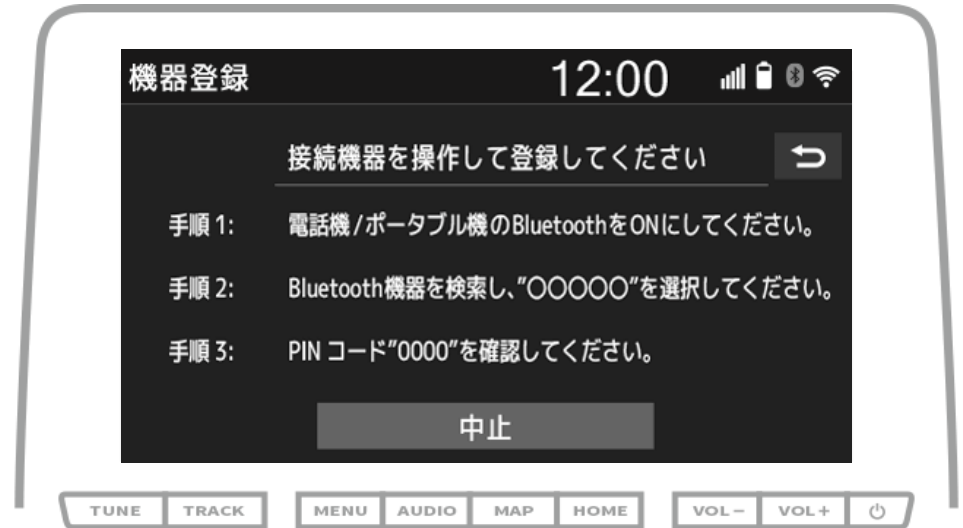 機器登録 12:00
接続機器を操作して登録してください
手順 1: 電話機/ポータブル機のBluetoothをONにしてください。
手順 2: Bluetooth機器を検索し、"○○○○○"を選択してください。
手順 3: PIN コード"0000"を確認してください。
中止
TUNE TRACK MENU AUDIO MAP HOME VOL− VOL+